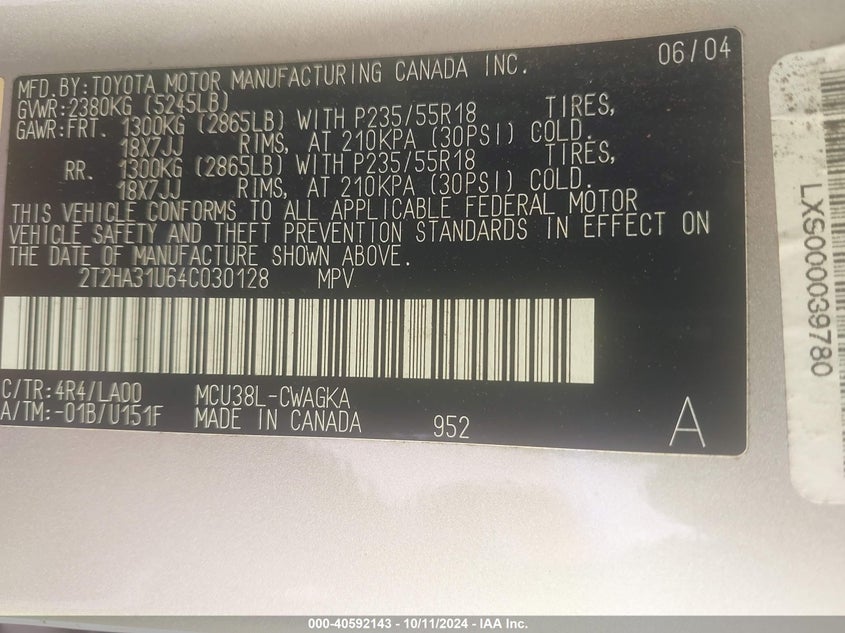 06/04
MFD. BY: TOYOTA MOTOR MANUFACTURING CANADA INC.
GVWR:2380KG (5245LB)
GAWR:FRT. 1300KG (2865LB) WITH P235/55R18 TIRES,
18X7JJ RIMS, AT 210KPA (30PSI) COLD.
RR. 1300KG (2865LB) WITH P235/55R18 TIRES,
18X7JJ RIMS, AT 210KPA (30PSI) COLD.
THIS VEHICLE CONFORMS TO ALL APPLICABLE FEDERAL MOTOR
VEHICLE SAFETY AND THEFT PREVENTION STANDARDS IN EFFECT ON
THE DATE OF MANUFACTURE SHOWN ABOVE.
2T2HA31U64C030128 MPV
C/TR:4R4/LA00 MCU38L-CWAGKA
A/TM:-01B/U151F MADE IN CANADA 952
A
LXS0000039780
000-40592143 - 10/11/2024 - IAA Inc.